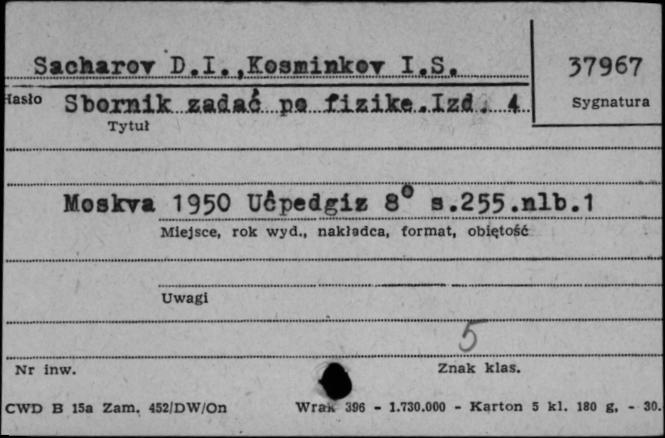 Sacharov D.I.,Kosminkov I.S.
37967
Hasło
Sbornik zadać po fizike.Izd. 4
Sygnatura
Tytuł
Moskva 1950 Učpedgiz 8° s.255.nlb.1
Miejsce, rok wyd., nakładca, format, objętość
Uwagi
5
Nr inw.
Znak klas.
CWD B 15a Zam. 452/DW/On
Wrak 396 - 1.730.000 - Karton 5 kl. 180 g. - 30.